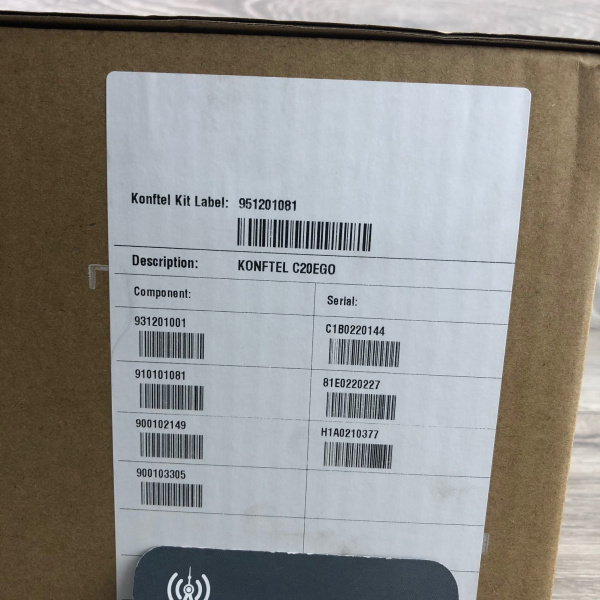 Konftel Kit Label: 951201081
Description: KONFTEL C20EGO
Component: Serial:
931201001 C1B0220144
910101081 81E0220227
900102149 H1A0210377
900103305